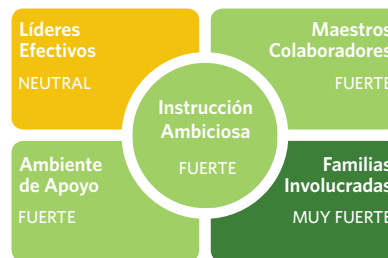 Líderes
Efectivos
NEUTRAL
Maestros
Colaboradores
FUERTE
Instrucción
Ambiciosa
FUERTE
Ambiente
de Apoyo
FUERTE
Familias
Involucradas
MUY FUERTE